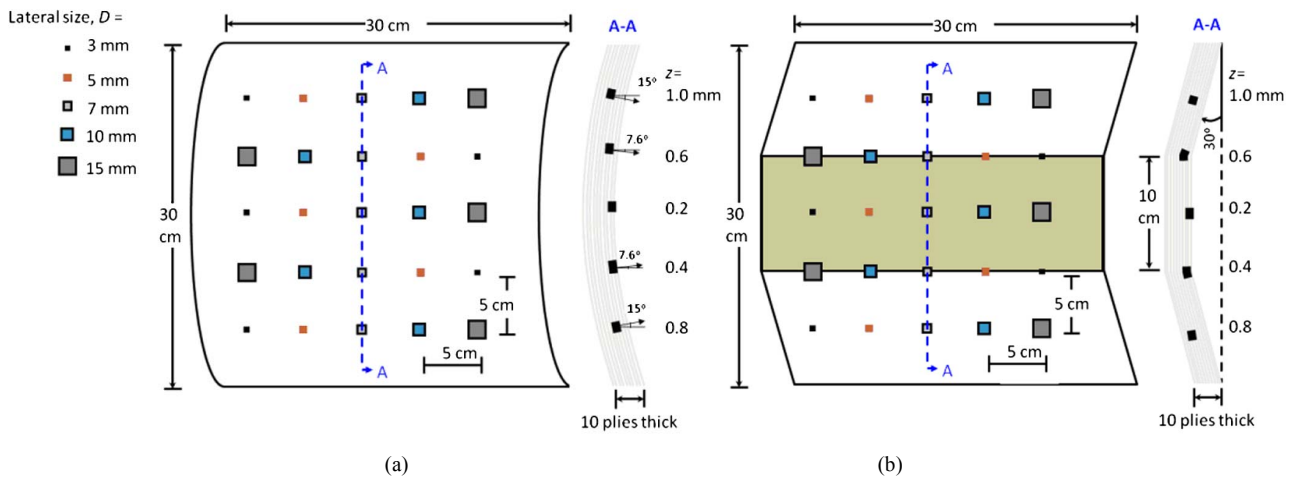 Lateral size, D =
3 mm
5 mm
7 mm
10 mm
15 mm
30 cm
30
cm
A
A
5 cm
5 cm
A-A
z=
15°
1.0 mm
7.6°
0.6
0.2
7.6°
0.4
15°
0.8
10 plies thick
(a)
30 cm
30
cm
A
A
10
cm
5 cm
5 cm
A-A
z=
1.0 mm
30°
0.6
0.2
0.4
0.8
10 plies thick
(b)